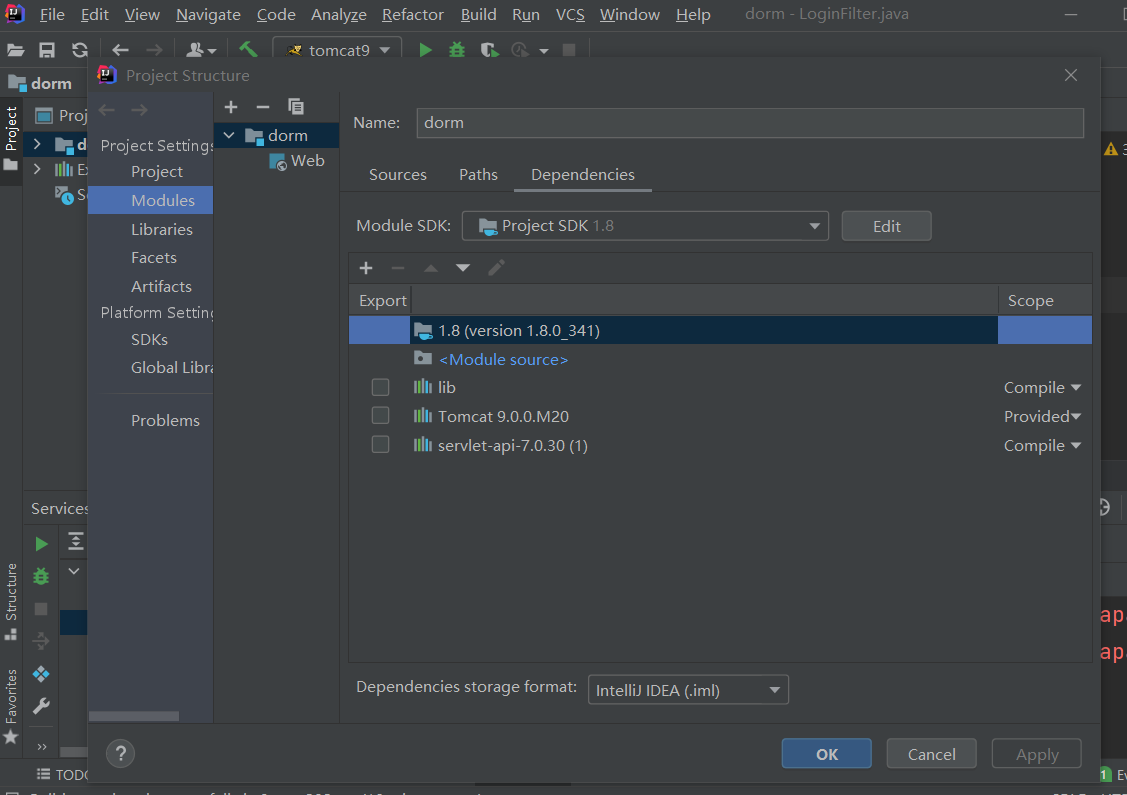 File Edit View Navigate Code Analyze Refactor Build Run VCS Window Help dorm - LoginFilter.java
tomcat9
dorm
Project Structure
Project
Proj
Name: dorm
Project Settings
dorm
Web
Project
Modules
Libraries
Facets
Artifacts
Platform Setting
SDKs
Global Libra
Problems
Sources Paths Dependencies
Module SDK: Project SDK 1.8 Edit
Export Scope
1.8 (version 1.8.0_341)
<Module source>
lib Compile
Tomcat 9.0.0.M20 Provided
servlet-api-7.0.30 (1) Compile
Services
Structure
Favorites
Dependencies storage format: IntelliJ IDEA (.iml)
? OK Cancel Apply
TODO
apa
apa